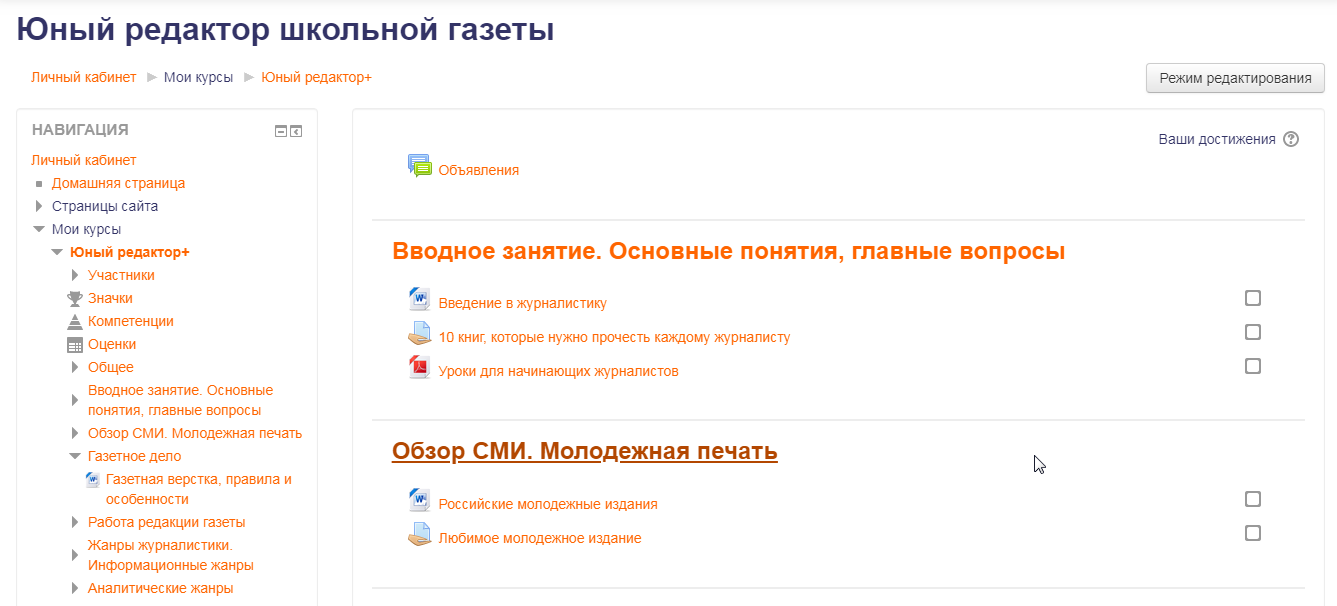 Юный редактор школьной газеты
Личный кабинет
Мои курсы
Юный редактор+
Режим редактирования
НАВИГАЦИЯ
Личный кабинет
Домашняя страница
Страницы сайта
Мои курсы
Юный редактор+
Участники
Значки
Компетенции
Оценки
Общее
Вводное занятие. Основные
понятия, главные вопросы
Обзор СМИ. Молодежная печать
Газетное дело
Газетная верстка, правила и
особенности
Работа редакции газеты
Жанры журналистики.
Информационные жанры
Аналитические жанры
Ваши достижения
Объявления
Вводное занятие. Основные понятия, главные вопросы
Введение в журналистику
10 книг, которые нужно прочесть каждому журналисту
Уроки для начинающих журналистов
Обзор СМИ. Молодежная печать
Российские молодежные издания
Любимое молодежное издание